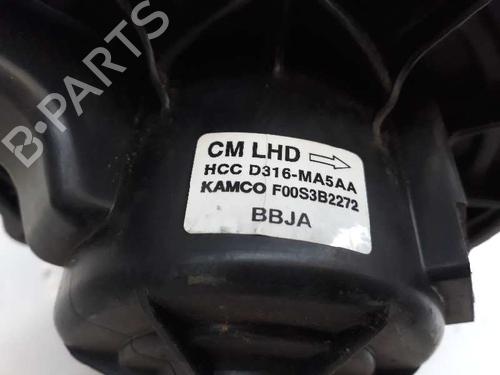 CM LHD
HCC D316-MA5AA
KAMCO F00S3B2272
BBJA
B-PARTS